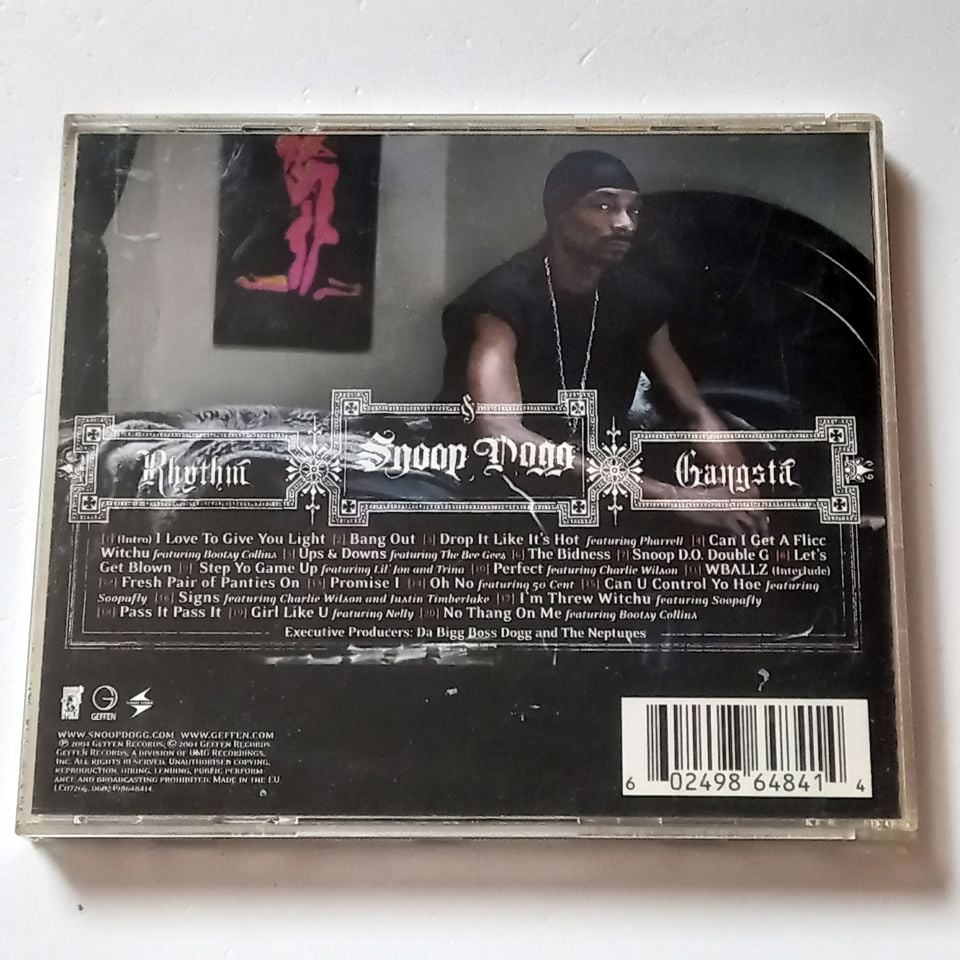 Rhythm
Snoop Dogg
Gangsta
[1] (Intro) I Love To Give You Light [2] Bang Out [3] Drop It Like It's Hot featuring Pharrell [4] Can I Get A Flicc
Witchu featuring Bootsy Collins [5] Ups & Downs featuring The Bee Gees [6] The Bidness [7] Snoop D.O. Double G [8] Let's
Get Blown [9] Step Yo Game Up featuring Lil' Jon and Trina [10] Perfect featuring Charlie Wilson [11] WBALLZ (Interlude)
[12] Fresh Pair of Panties On [13] Promise I [14] Oh No featuring 50 Cent [15] Can U Control Yo Hoe featuring
Soopafly [16] Signs featuring Charlie Wilson and Justin Timberlake [17] I'm Threw Witchu featuring Soopafly
[18] Pass It Pass It [19] Girl Like U featuring Nelly [20] No Thang On Me featuring Bootsy Collins
Executive Producers: Da Bigg Boss Dogg and The Neptunes
GEFFEN
WWW.SNOOPDOGG.COM WWW.GEFFEN.COM
℗ 2004 Geffen Records, © 2004 Geffen Records
Geffen Records, a division of UMG Recordings,
Inc. All rights reserved. Unauthorised copying,
reproduction, hiring, lending, public perform-
ance and broadcasting prohibited. Made in the EU.
LC07266. 0602498648414.
6 02498 64841 4